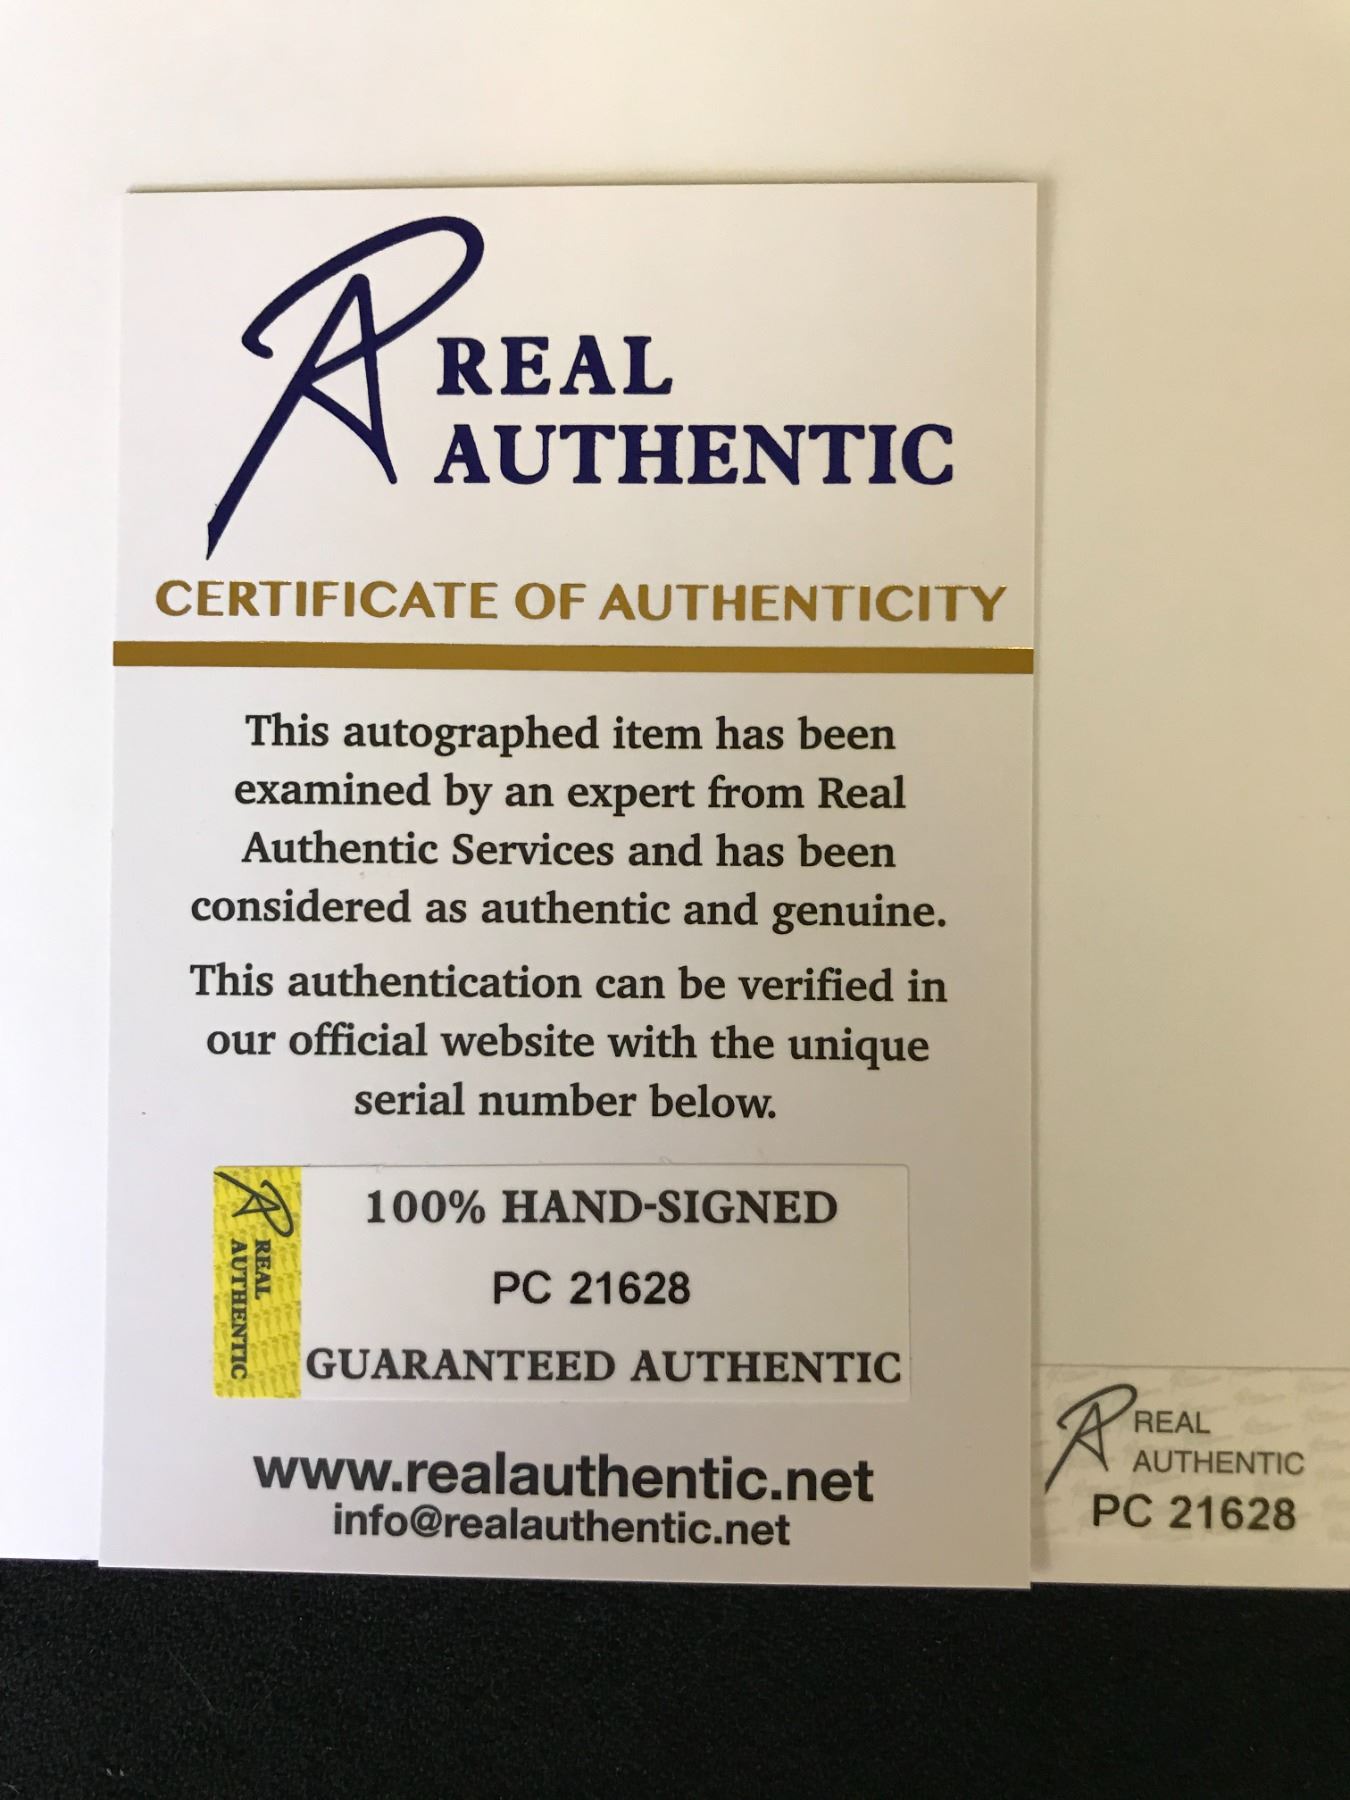 REAL
AUTHENTIC
CERTIFICATE OF AUTHENTICITY
This autographed item has been
examined by an expert from Real
Authentic Services and has been
considered as authentic and genuine.
This authentication can be verified in
our official website with the unique
serial number below.
REAL
AUTHENTIC
100% HAND-SIGNED
PC 21628
GUARANTEED AUTHENTIC
www.realauthentic.net
info@realauthentic.net
REAL
AUTHENTIC
PC 21628